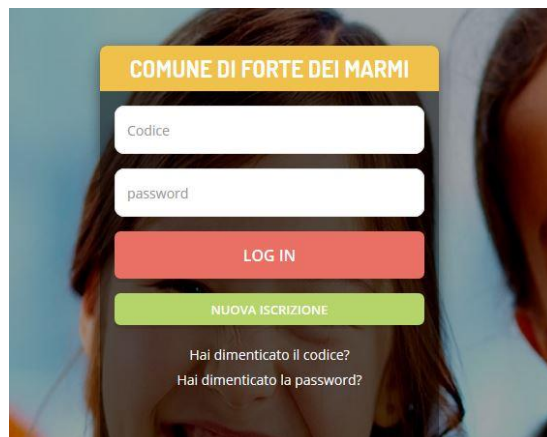 COMUNE DI FORTE DEI MARMI
Codice
password
LOG IN
NUOVA ISCRIZIONE
Hai dimenticato il codice?
Hai dimenticato la password?